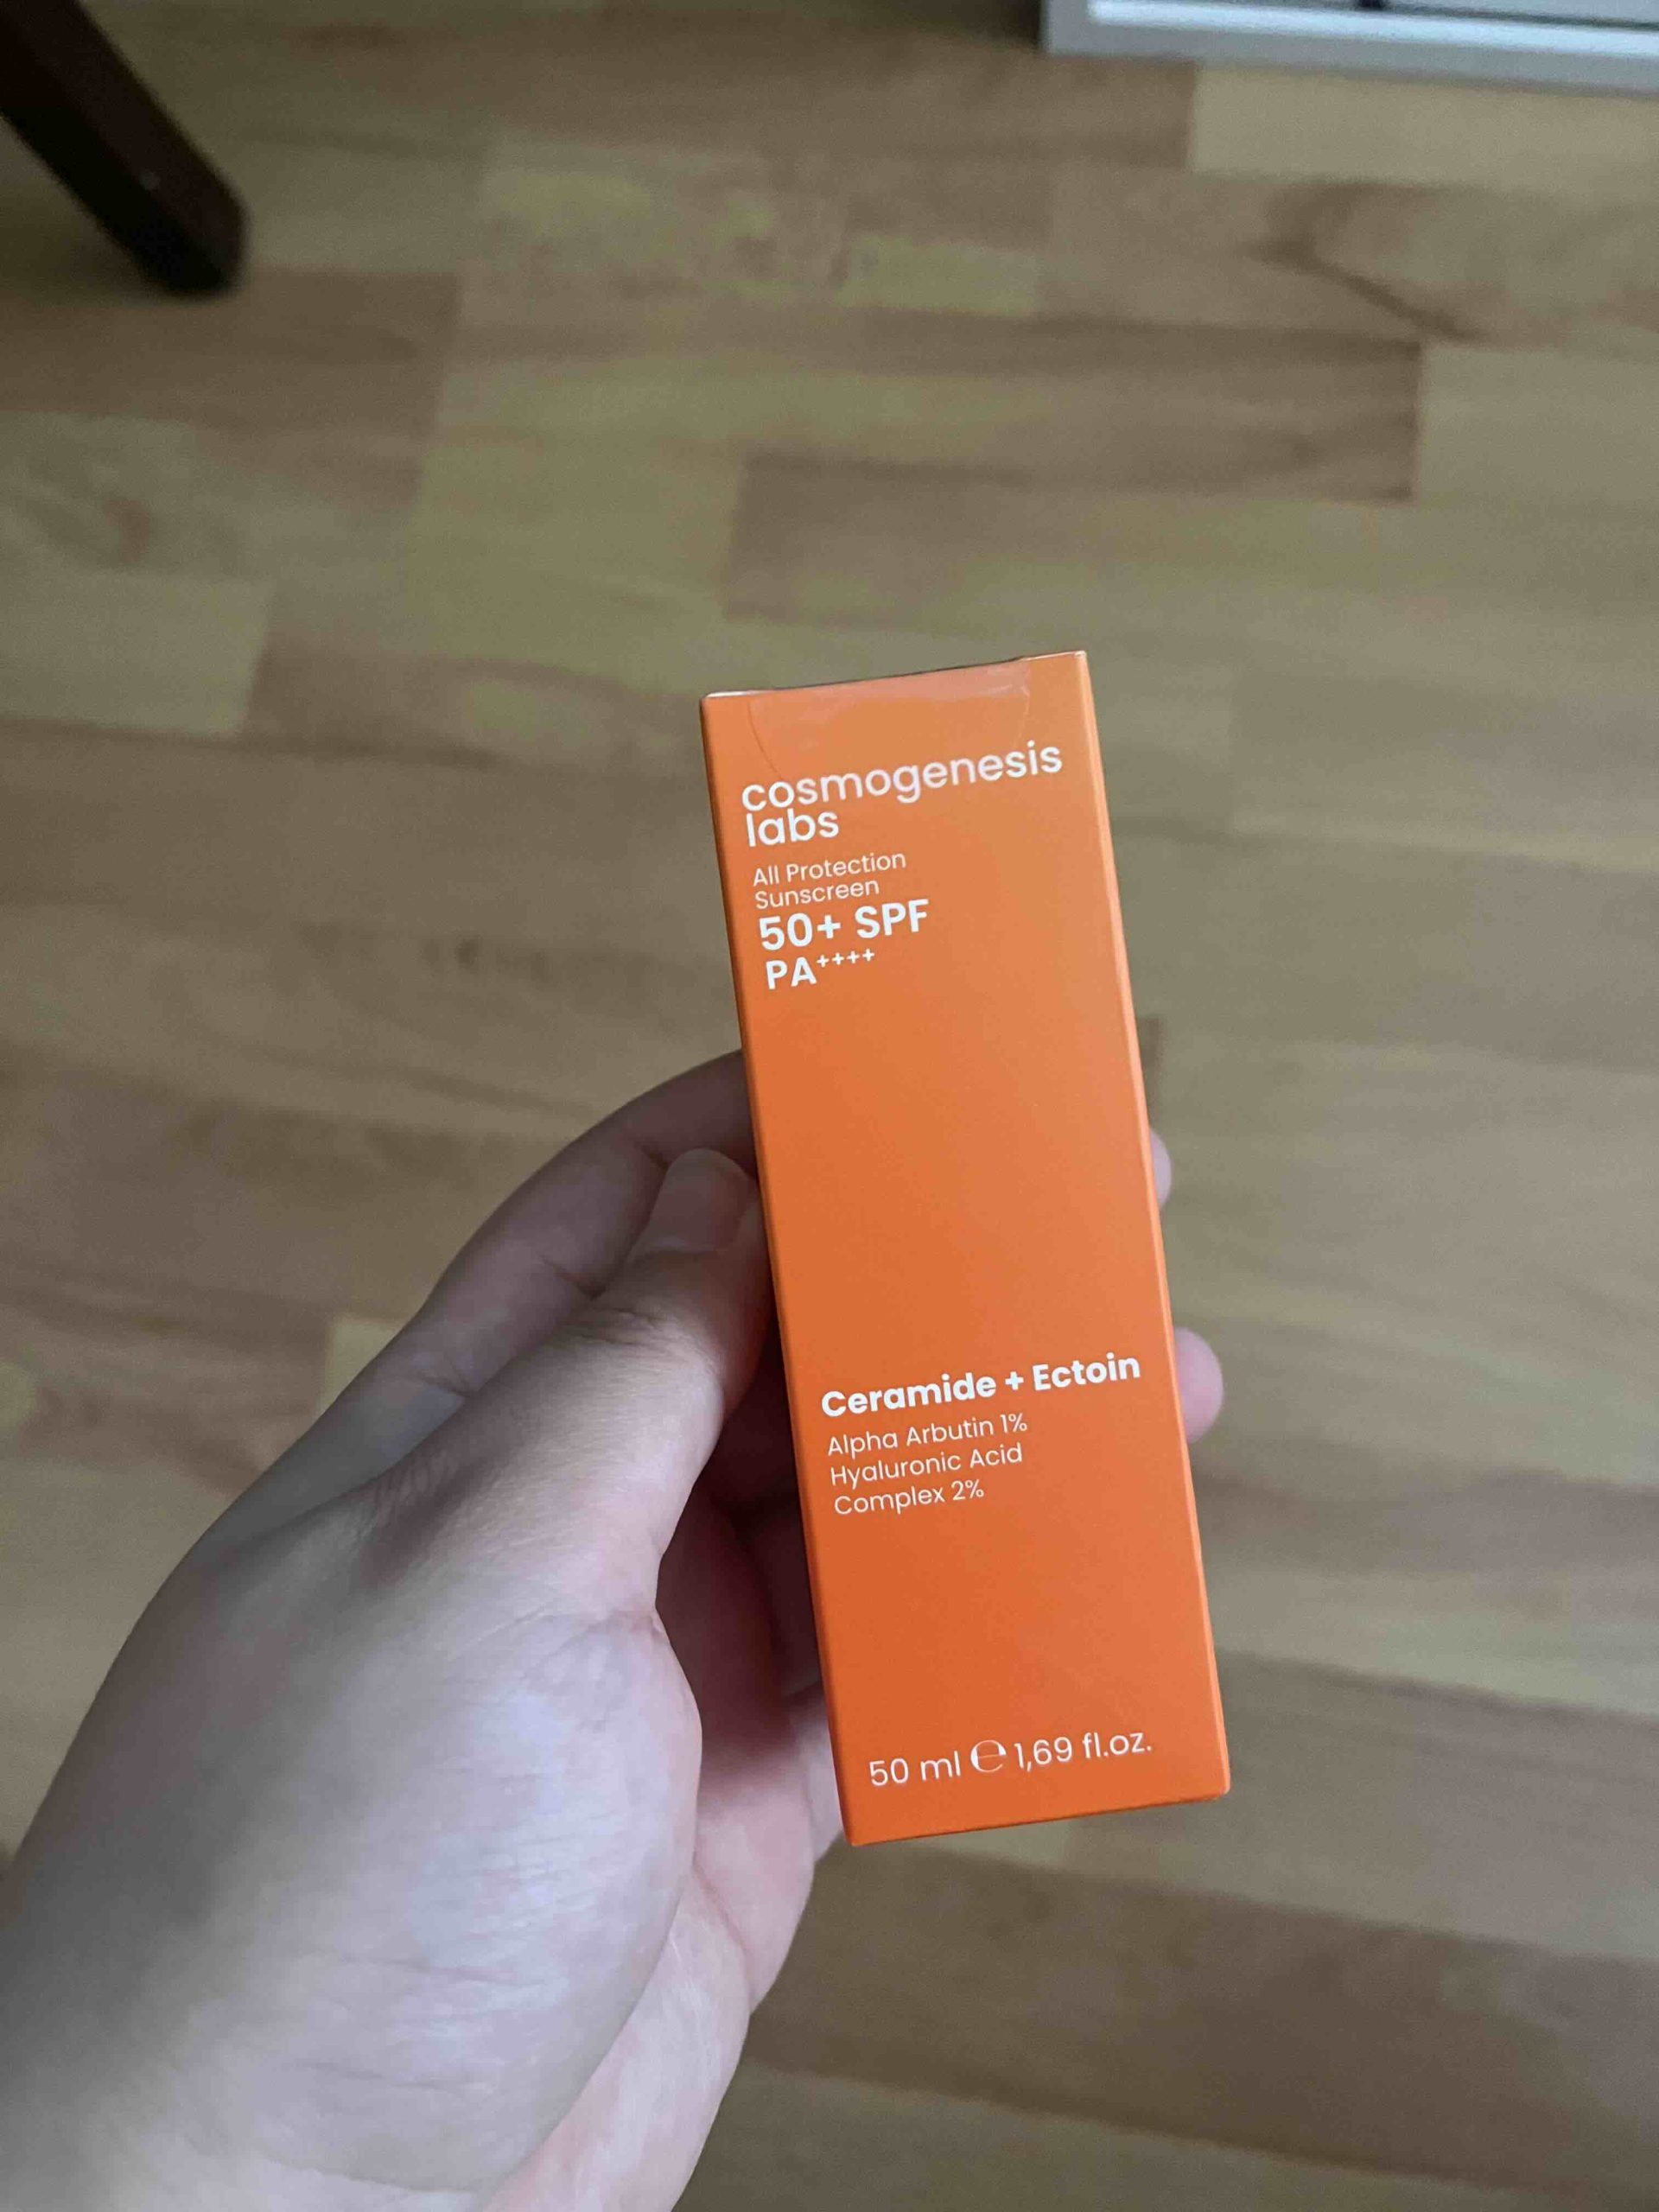 cosmogenesis
labs
All Protection
Sunscreen
50+ SPF
PA++++
Ceramide + Ectoin
Alpha Arbutin 1%
Hyaluronic Acid
Complex 2%
50 ml ℮ 1,69 fl.oz.